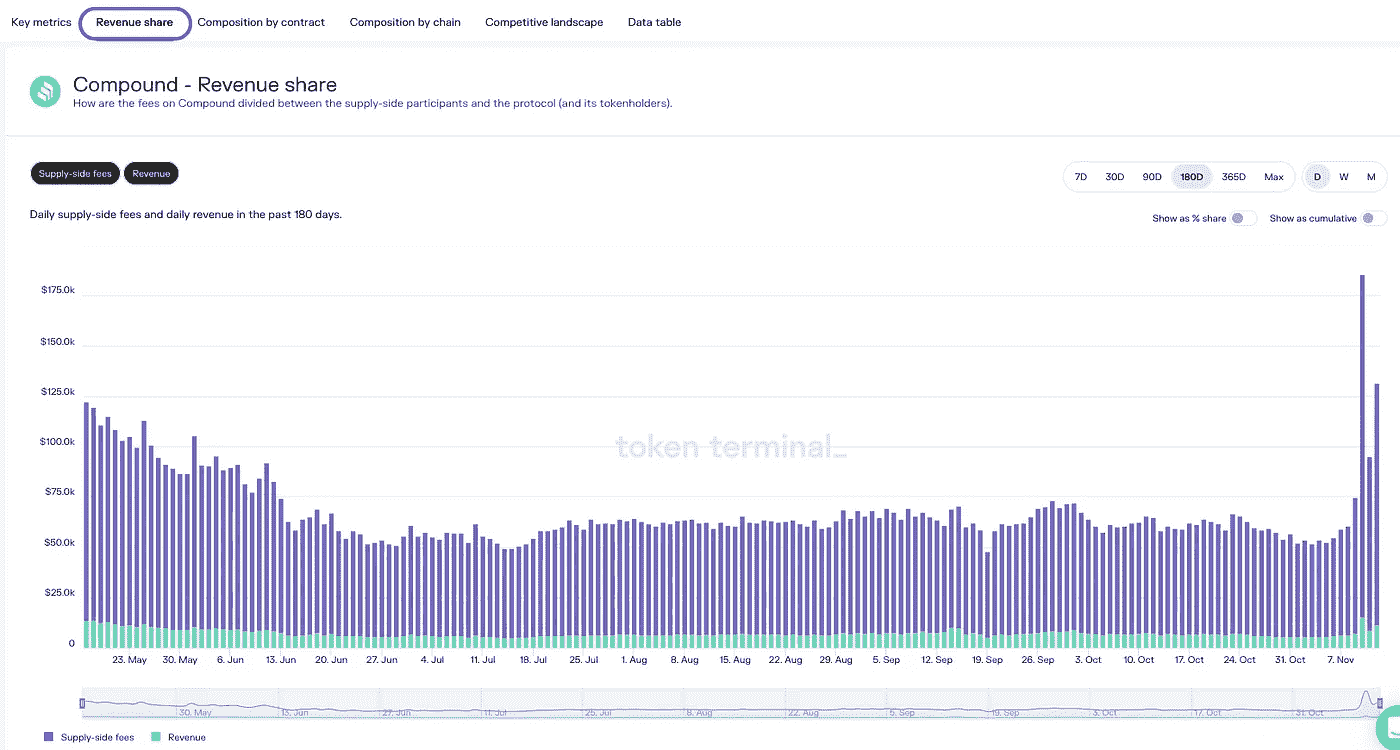 Key metrics Revenue share Composition by contract Composition by chain Competitive landscape Data table
Compound - Revenue share
How are the fees on Compound divided between the supply-side participants and the protocol (and its tokenholders).
Supply-side fees Revenue
7D 30D 90D 180D 365D Max D W M
Daily supply-side fees and daily revenue in the past 180 days.
Show as % share Show as cumulative
$175.0k
$150.0k
$125.0k
$100.0k
token terminal_
$75.0k
$50.0k
$25.0k
0
23. May 30. May 6. Jun 13. Jun 20. Jun 27. Jun 4. Jul 11. Jul 18. Jul 25. Jul 1. Aug 8. Aug 15. Aug 22. Aug 29. Aug 5. Sep 12. Sep 19. Sep 26. Sep 3. Oct 10. Oct 17. Oct 24. Oct 31. Oct 7. Nov
30. May 13. Jun 27. Jun 11. Jul 25. Jul 8. Aug 22. Aug 5. Sep 19. Sep 3. Oct 17. Oct 31. Oct
Supply-side fees Revenue